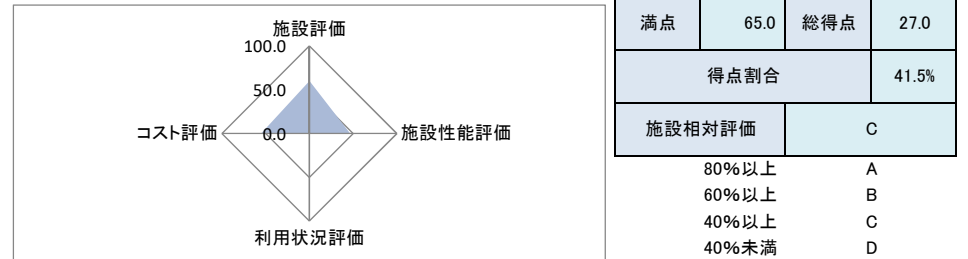 施設評価
100.0
50.0
0.0
コスト評価
施設性能評価
利用状況評価
満点 65.0 総得点 27.0
得点割合 41.5%
施設相対評価 C
80%以上 A
60%以上 B
40%以上 C
40%未満 D